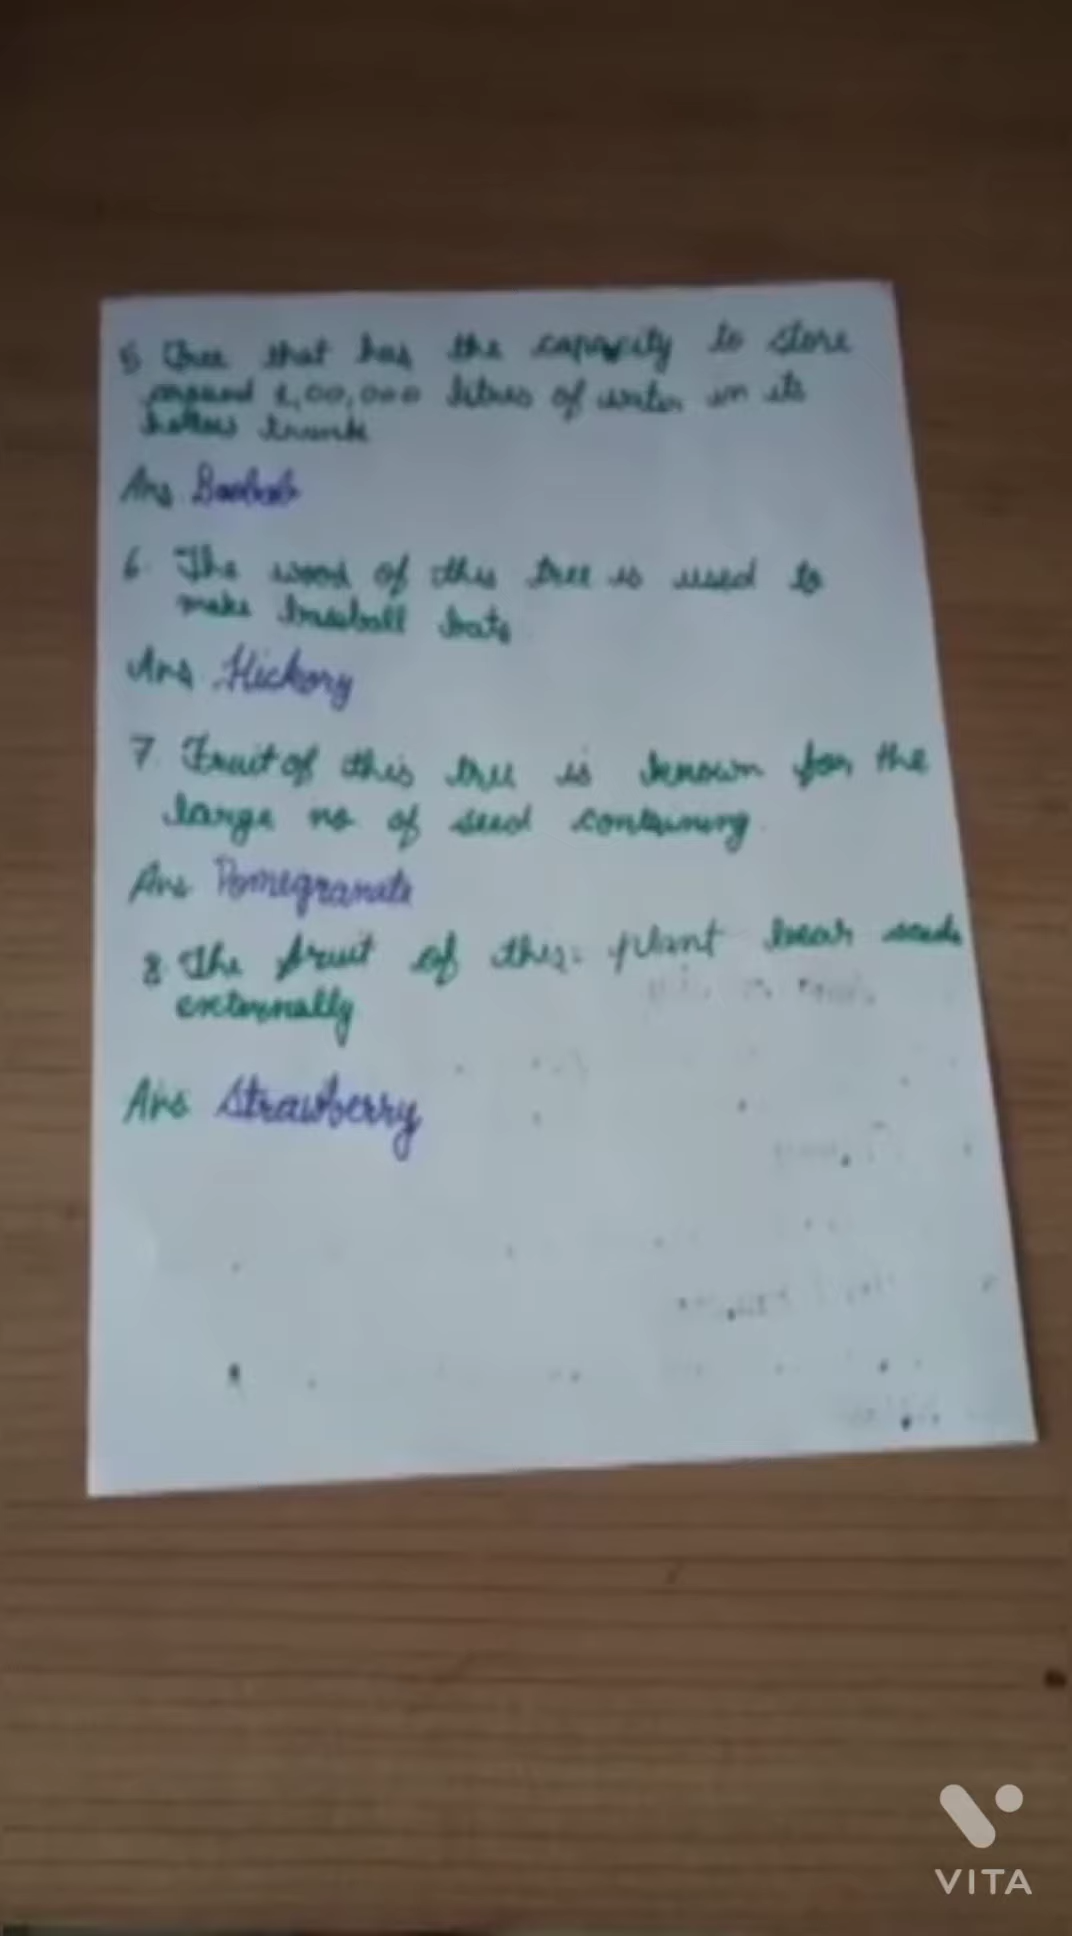 5 Tree that has the capacity to store
around 1,00,000 litres of water in its
hollow trunk
Ans Baobab
6. The wood of this tree is used to
make baseball bats
Ans Hickory
7. Fruit of this tree is known for the
large no of seed containing
Ans Pomegranate
8 The fruit of this plant bear seeds
externally
Ans Strawberry
VITA